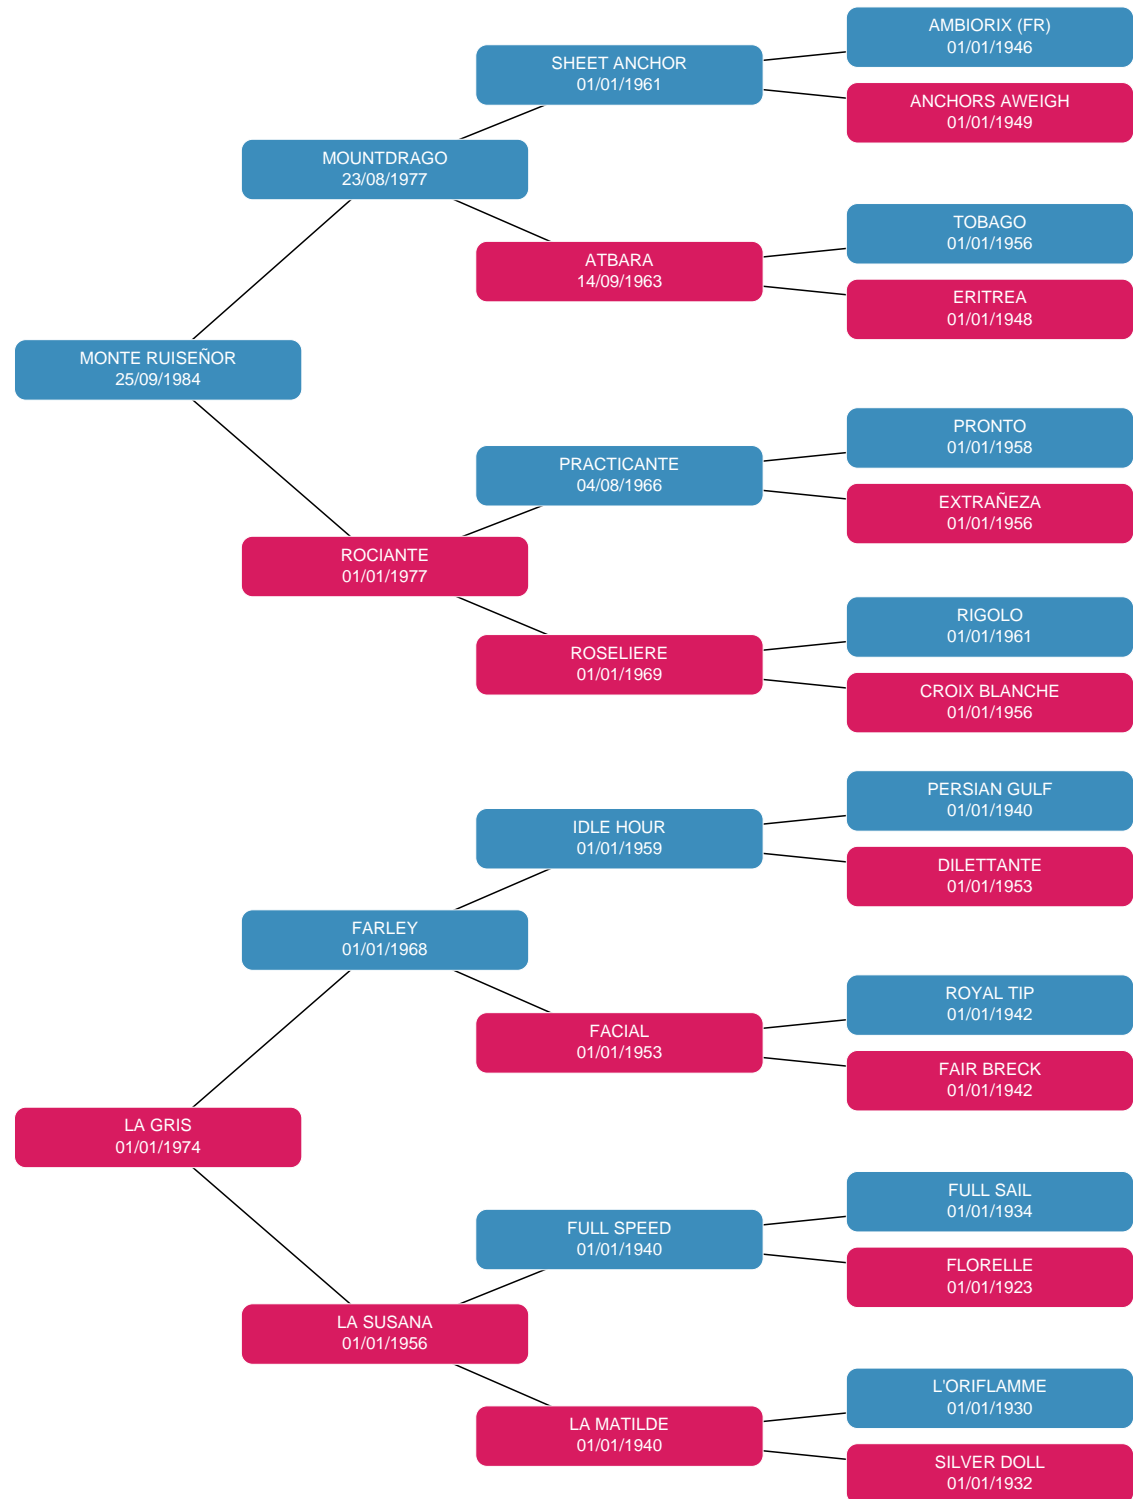 AMBIORIX (FR)
01/01/1946
SHEET ANCHOR
01/01/1961
ANCHORS AWEIGH
01/01/1949
MOUNTDRAGO
23/08/1977
TOBAGO
01/01/1956
ATBARA
14/09/1963
ERITREA
01/01/1948
MONTE RUISEÑOR
25/09/1984
PRONTO
01/01/1958
PRACTICANTE
04/08/1966
EXTRAÑEZA
01/01/1956
ROCIANTE
01/01/1977
RIGOLO
01/01/1961
ROSELIERE
01/01/1969
CROIX BLANCHE
01/01/1956
PERSIAN GULF
01/01/1940
IDLE HOUR
01/01/1959
DILETTANTE
01/01/1953
FARLEY
01/01/1968
ROYAL TIP
01/01/1942
FACIAL
01/01/1953
FAIR BRECK
01/01/1942
LA GRIS
01/01/1974
FULL SAIL
01/01/1934
FULL SPEED
01/01/1940
FLORELLE
01/01/1923
LA SUSANA
01/01/1956
L'ORIFLAMME
01/01/1930
LA MATILDE
01/01/1940
SILVER DOLL
01/01/1932